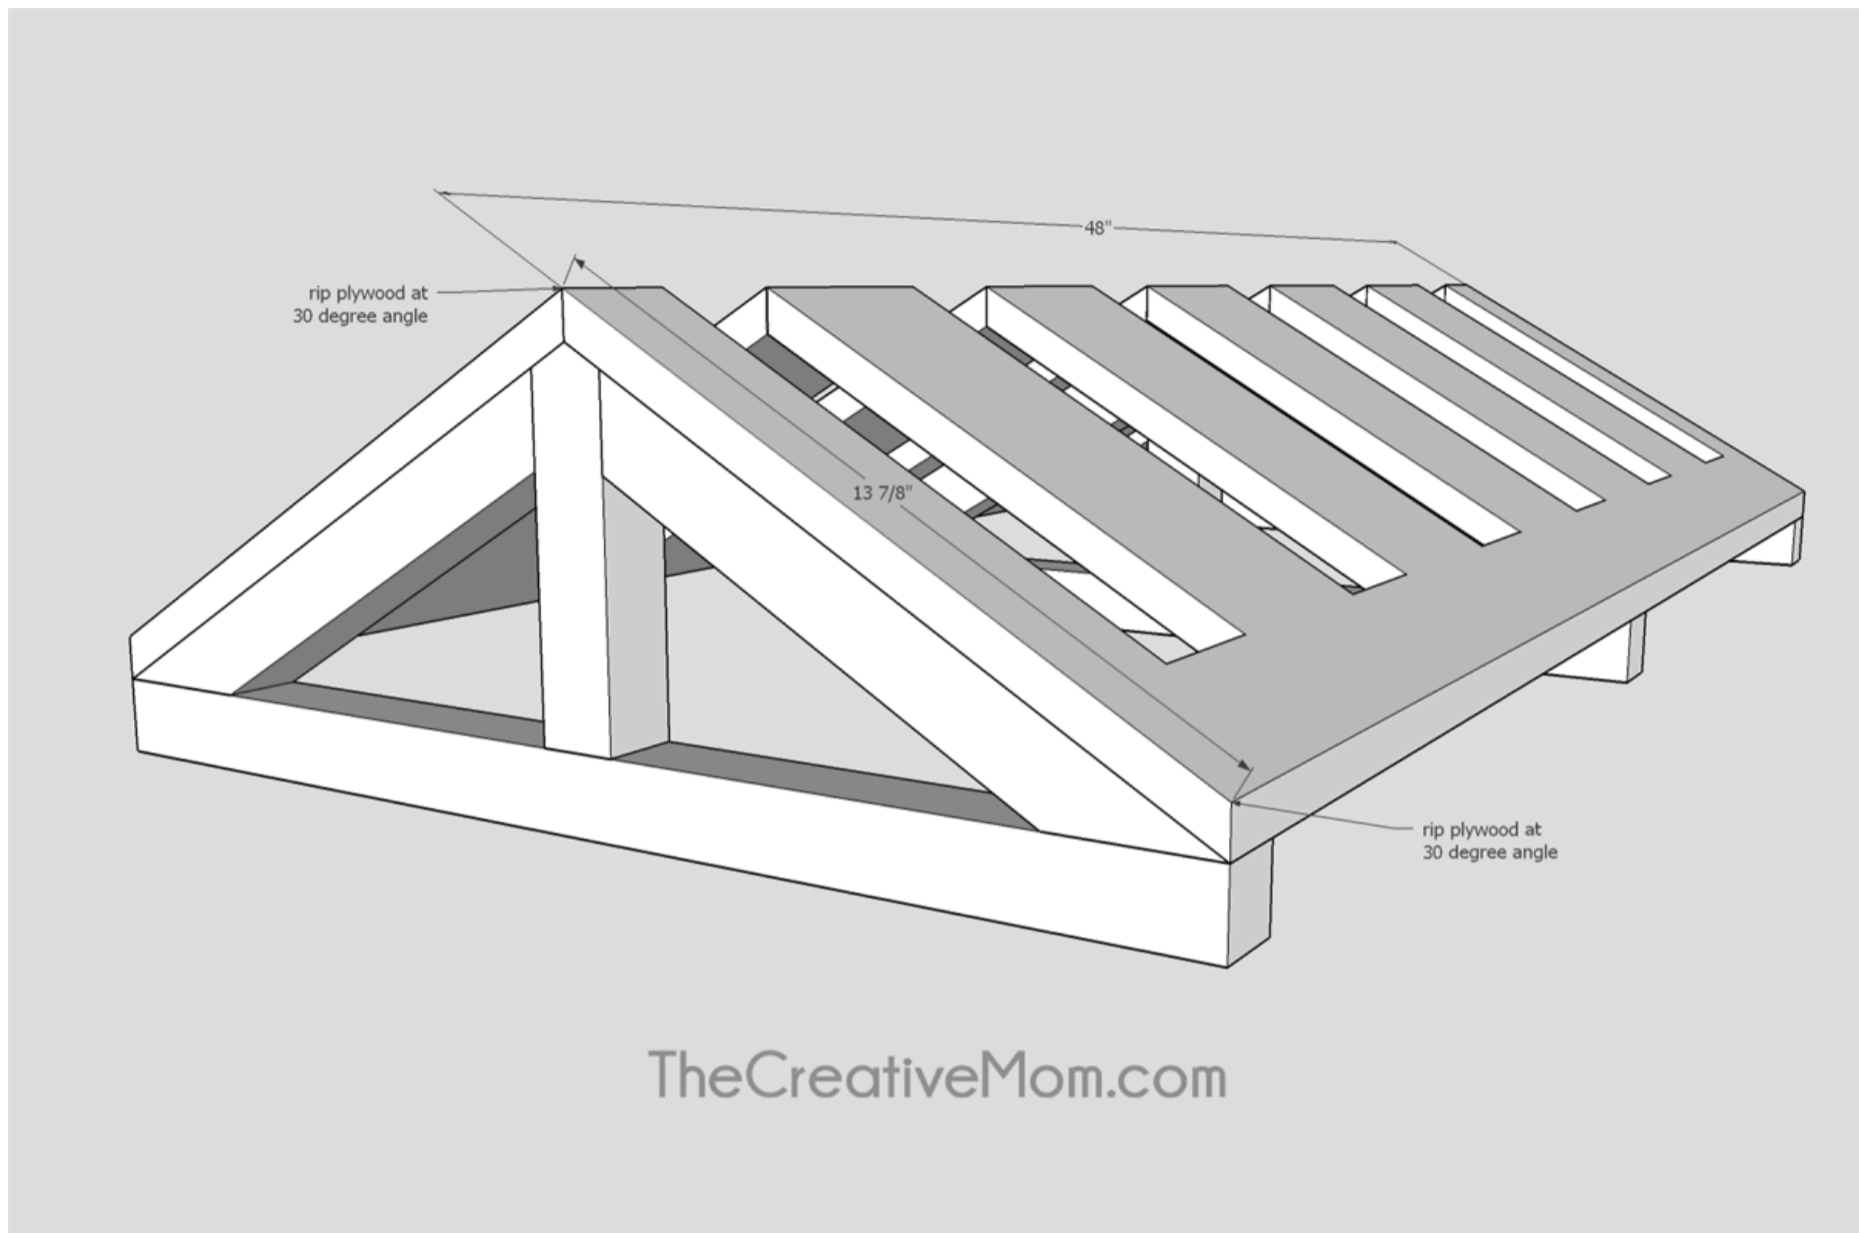 48"
rip plywood at
30 degree angle
13 7/8"
rip plywood at
30 degree angle
TheCreativeMom.com